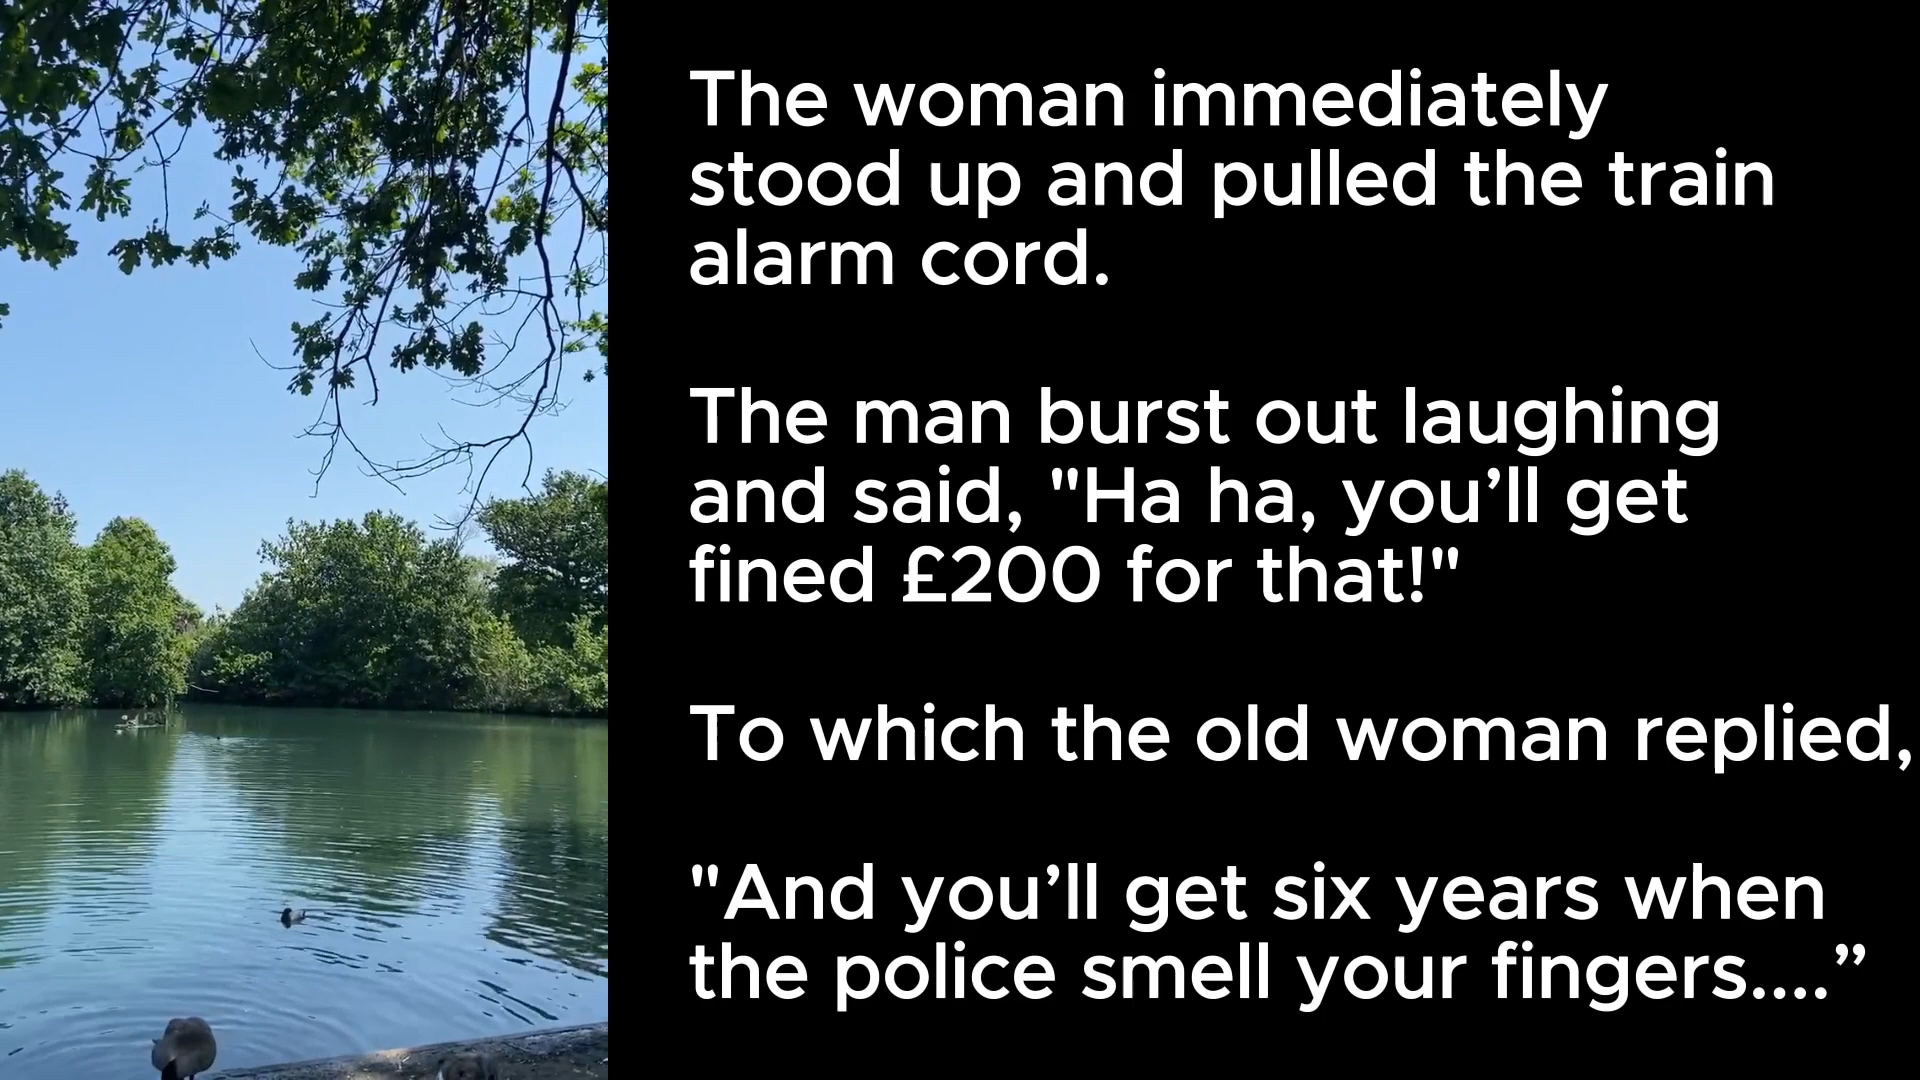 The woman immediately
stood up and pulled the train
alarm cord.
The man burst out laughing
and said, "Ha ha, you’ll get
fined £200 for that!"
To which the old woman replied,
"And you’ll get six years when
the police smell your fingers....”